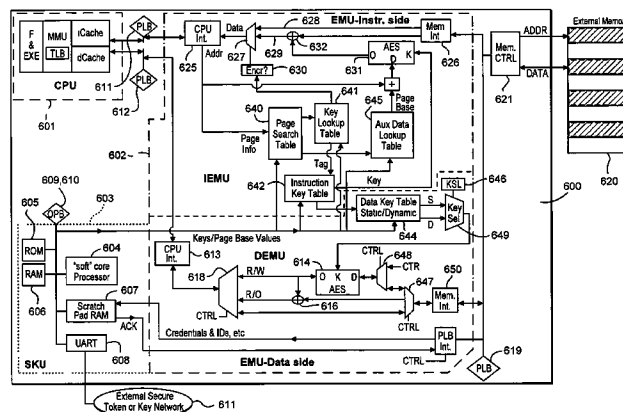 EMU-Instr. side
628
External Memo
F
&
EXE
MMU
TLB
iCache
dCache
CPU
PLB
611
PLB
612
601
CPU
Int.
625
Data
Addr
627
629
632
Encr?
630
Mem
Int
626
AES
O
K
D
631
Mem.
CTRL
621
ADDR
DATA
620
600
602
Page
Info
640
Page
Search
Table
641
Key
Lookup
Table
645
Page
Base
Aux Data
Lookup
Table
Tag
IEMU
642
Instruction
Key Table
Key
KSL
646
Data Key Table
Static/Dynamic
644
S
D
Key
Sel
649
609,610
OPB
603
605
ROM
RAM
606
604
"soft" core
Processor
Scratch
Pad RAM
607
ACK
UART
608
SKU
Keys/Page Base Values
CPU
Int.
613
DEMU
618
R/W
R/O
CTRL
614
O K D
AES
616
648
CTR
647
CTRL
650
Mem.
Int.
Credentials & IDs, etc
PLB
Int.
CTRL
PLB
619
EMU-Data side
External Secure
Token or Key Network
611